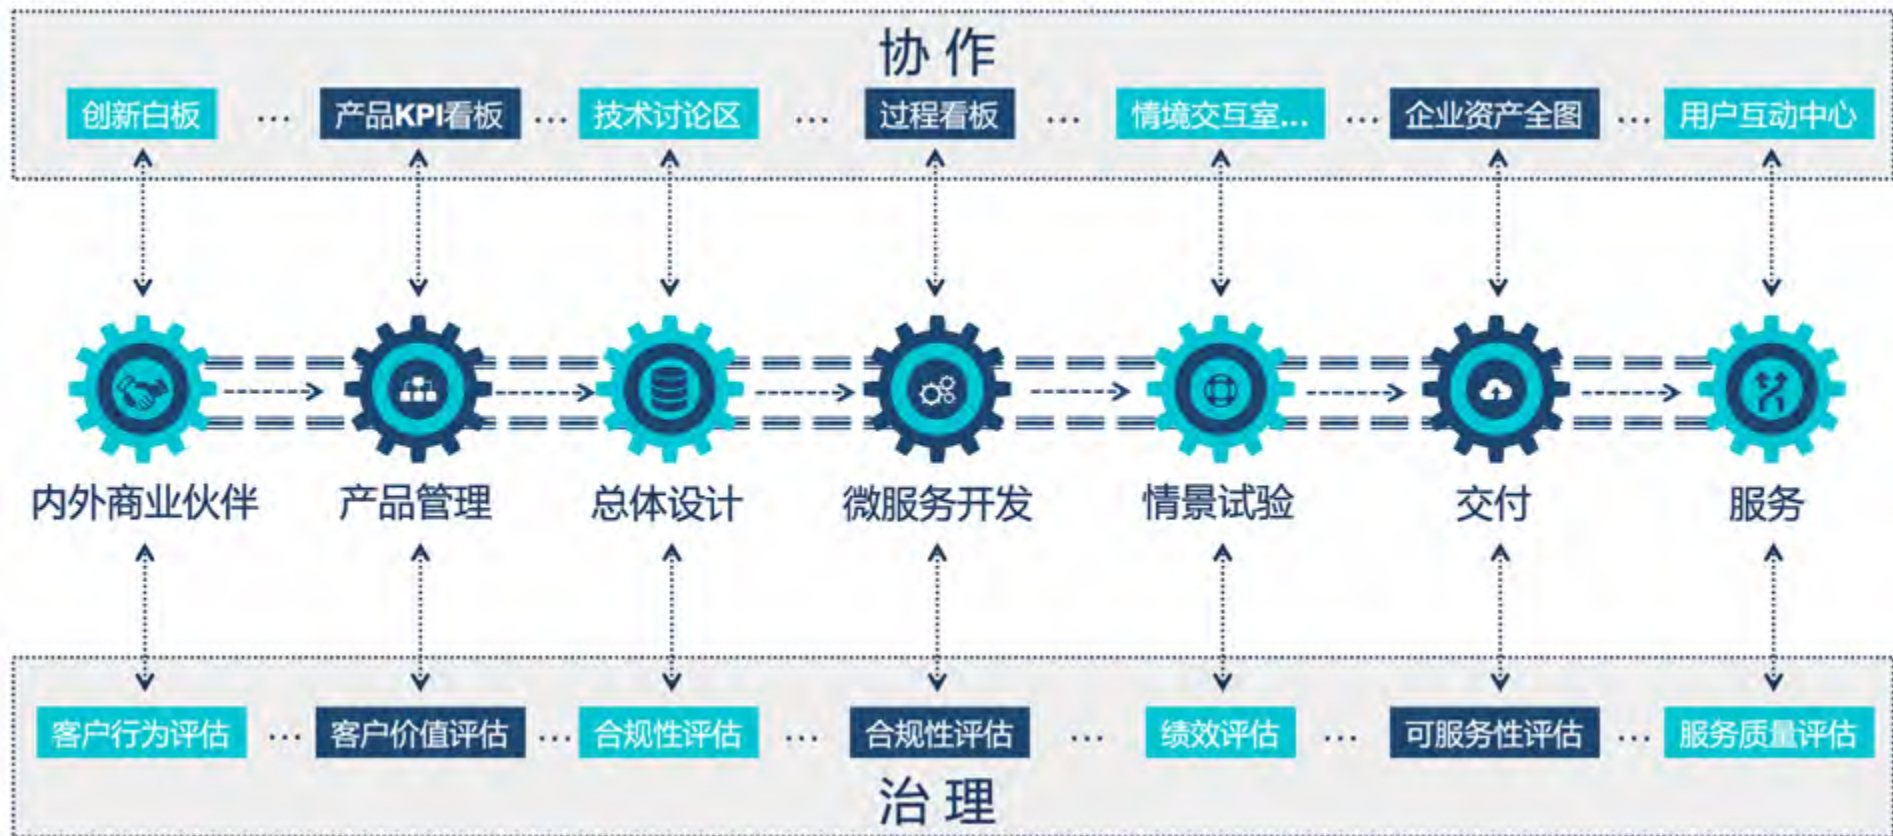 协作
创新白板 … 产品KPI看板 … 技术讨论区 … 过程看板 … 情境交互室... … 企业资产全图 … 用户互动中心
内外商业伙伴 产品管理 总体设计 微服务开发 情景试验 交付 服务
客户行为评估 … 客户价值评估 … 合规性评估 … 合规性评估 … 绩效评估 … 可服务性评估 … 服务质量评估
治理